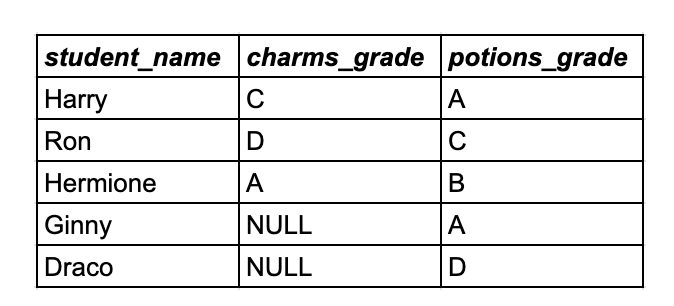 student_name charms_grade potions_grade
Harry C A
Ron D C
Hermione A B
Ginny NULL A
Draco NULL D